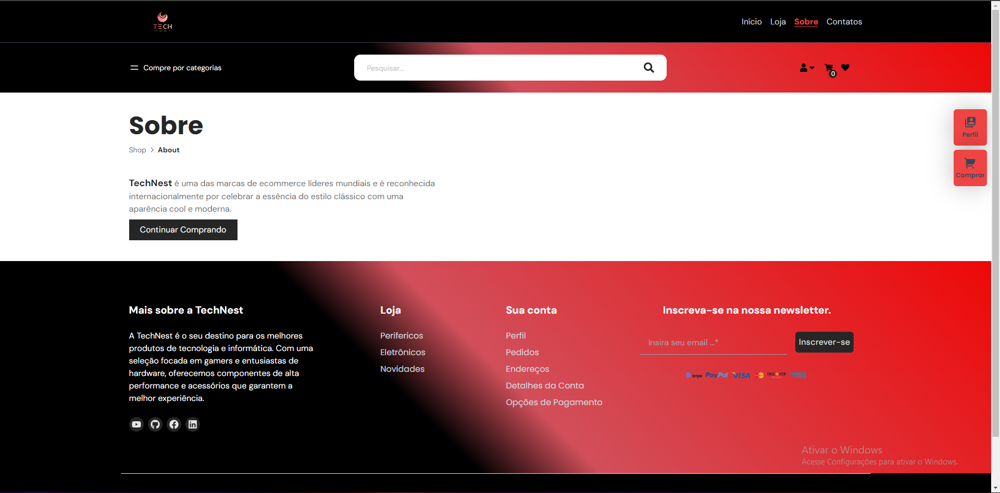 TECH
NEST
Início Loja Sobre Contatos
Compre por categorias
Pesquisar...
0
Sobre
Shop > About
Perfil
Comprar
TechNest é uma das marcas de ecommerce líderes mundiais e é reconhecida
internacionalmente por celebrar a essência do estilo clássico com uma
aparência cool e moderna.
Continuar Comprando
Mais sobre a TechNest
A TechNest é o seu destino para os melhores
produtos de tecnologia e informática. Com uma
seleção focada em gamers e entusiastas de
hardware, oferecemos componentes de alta
performance e acessórios que garantem a
melhor experiência.
Loja
Perifericos
Eletrônicos
Novidades
Sua conta
Perfil
Pedidos
Endereços
Detalhes da Conta
Opções de Pagamento
Inscreva-se na nossa newsletter.
Insira seu email ...*
Inscrever-se
stripe PayPal VISA DISCOVER
Ativar o Windows
Acesse Configurações para ativar o Windows.